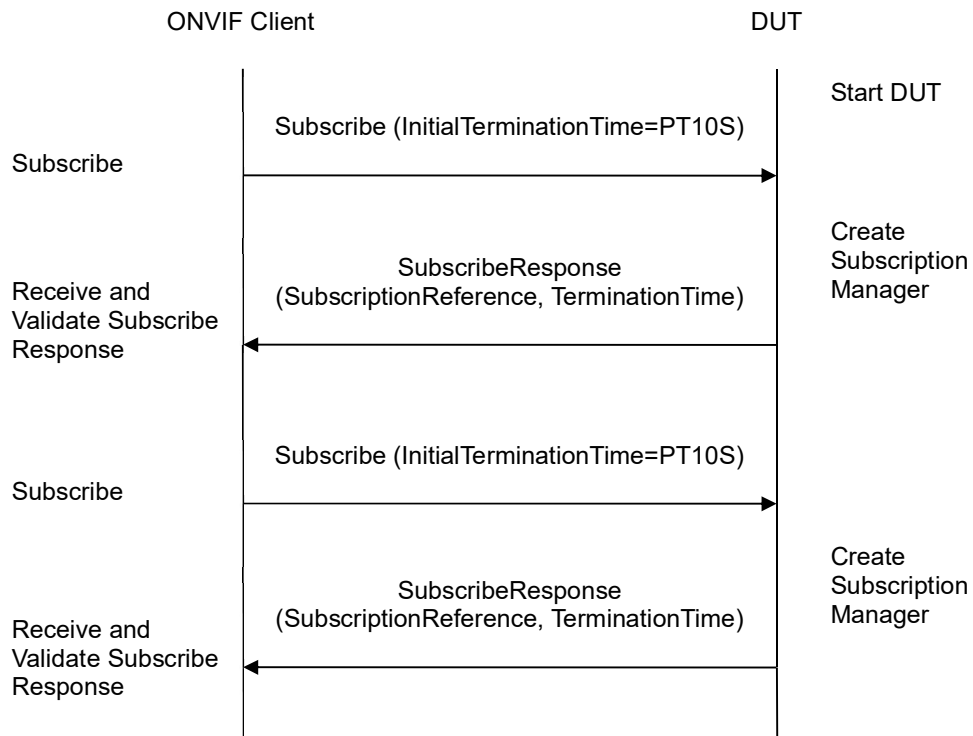 ONVIF Client
DUT
Start DUT
Subscribe (InitialTerminationTime=PT10S)
Subscribe
Create
Subscription
Manager
SubscribeResponse
(SubscriptionReference, TerminationTime)
Receive and
Validate Subscribe
Response
Subscribe (InitialTerminationTime=PT10S)
Subscribe
Create
Subscription
Manager
SubscribeResponse
(SubscriptionReference, TerminationTime)
Receive and
Validate Subscribe
Response